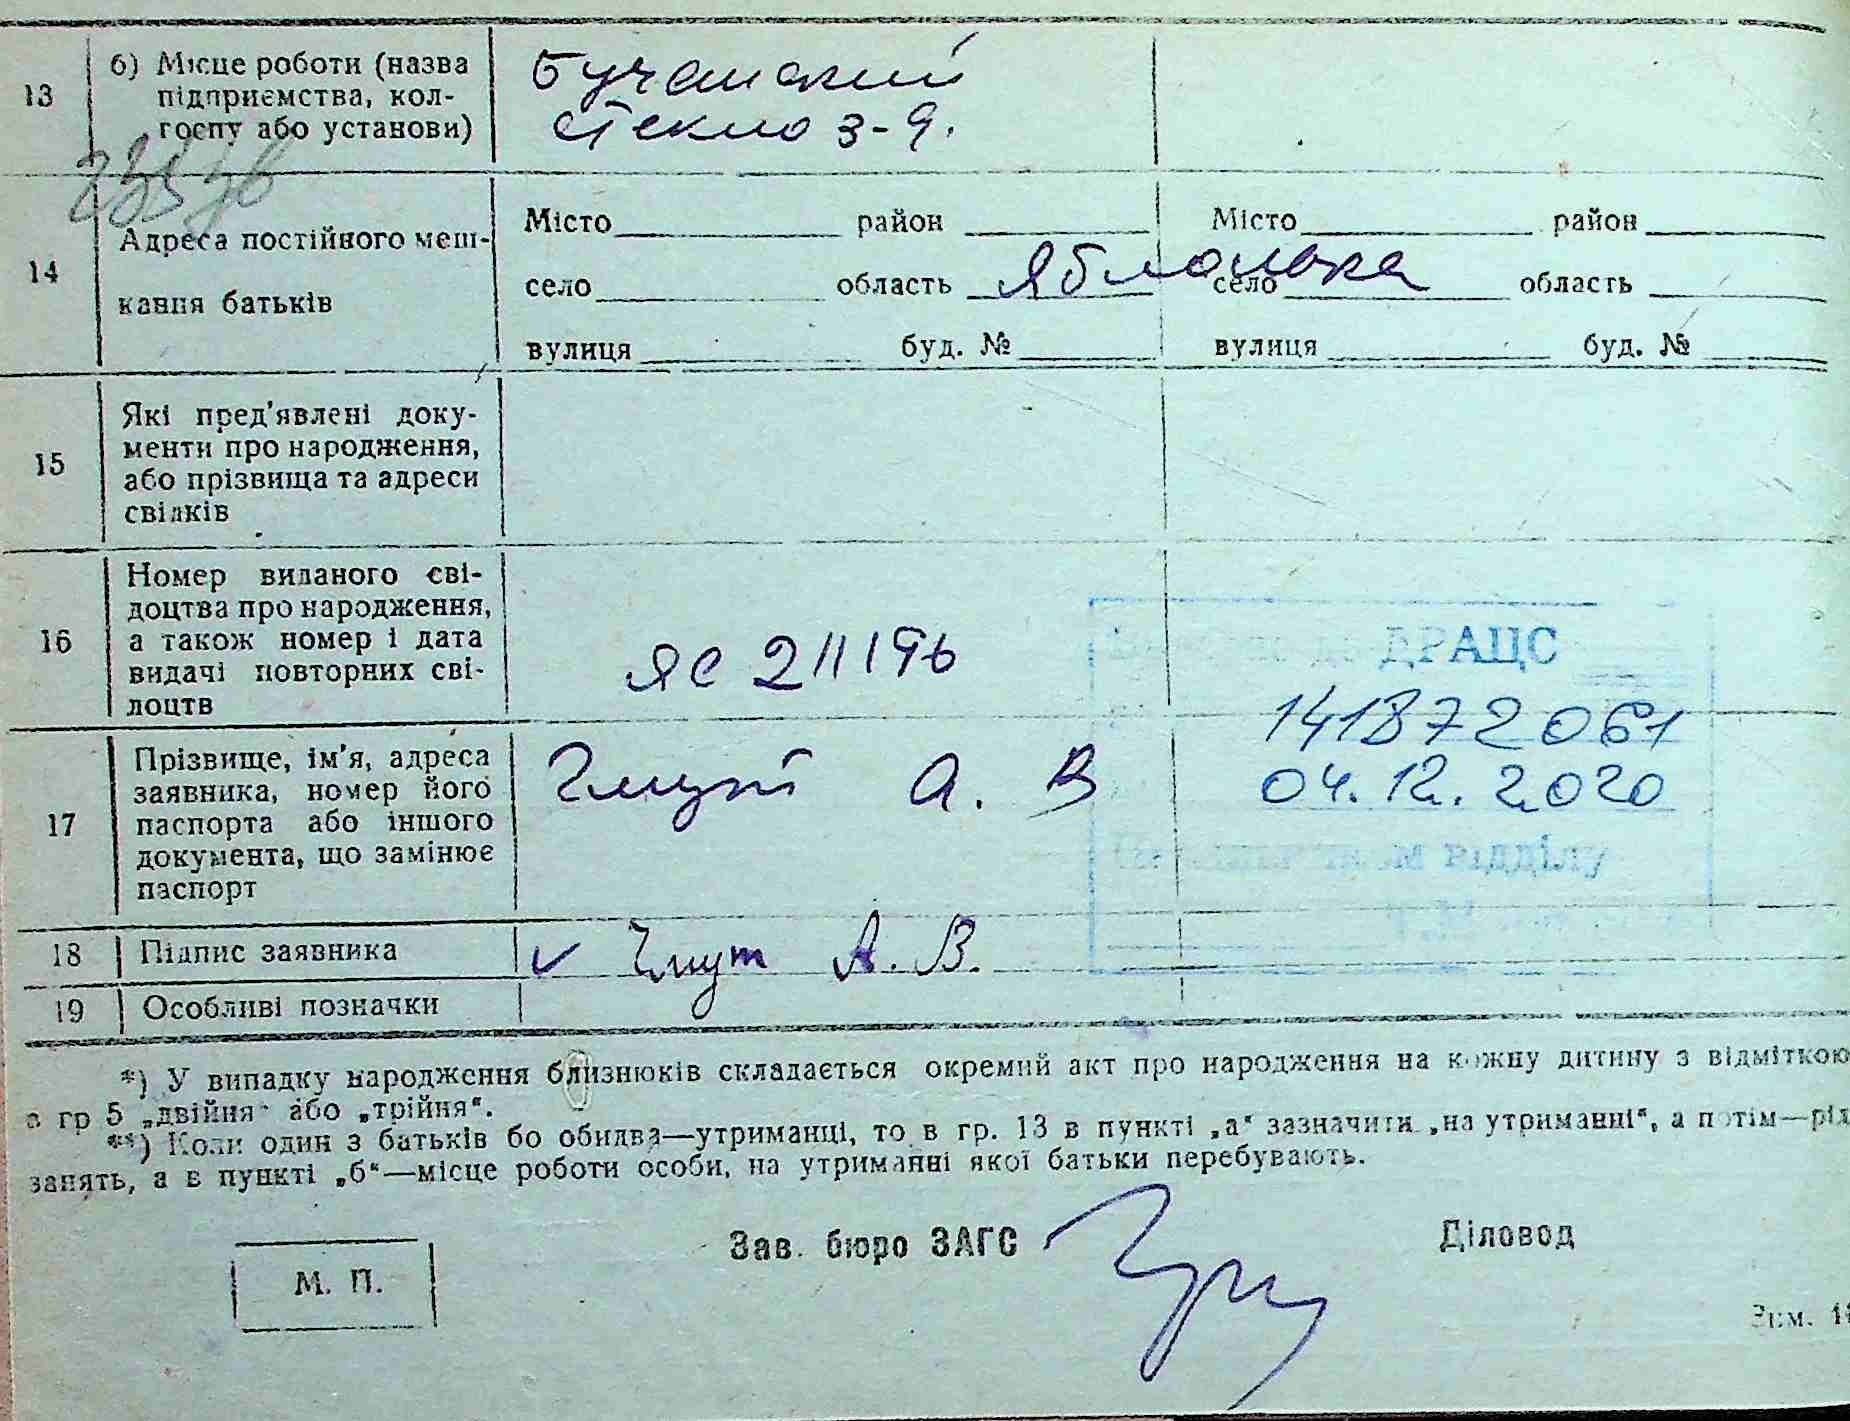 13
б) Місце роботи (назва
підприємства, кол-
госпу або установи)
Бучанский
стекло з-д.
14
Адреса постійного меш-
кання батьків
Місто район Місто район
село область Яблонька село область
вулиця буд. № вулиця буд. №
15
Які пред'явлені доку-
менти про народження,
або прізвища та адреси
свідків
16
Номер виданого сві-
доцтва про народження,
а також номер і дата
видачі повторних сві-
доцтв
ЯС 211196
ДРАЦС
141872061
04.12.2020
відділу
17
Прізвище, ім'я, адреса
заявника, номер його
паспорта або іншого
документа, що замінює
паспорт
Чмут А. В
18 Підпис заявника
Чмут А. В.
19 Особливі позначки
*) У випадку народження близнюків складається окремий акт про народження на кожну дитину з відміткою
в гр 5 „двійня“ або „трійня“.
**) Коли один з батьків бо обидва—утриманці, то в гр. 13 в пункті „а“ зазначити „на утриманні“, а потім—рід
занять, а в пункті „б“—місце роботи особи, на утриманні якої батьки перебувають.
Зав. бюро ЗАГС Діловод
М. П.